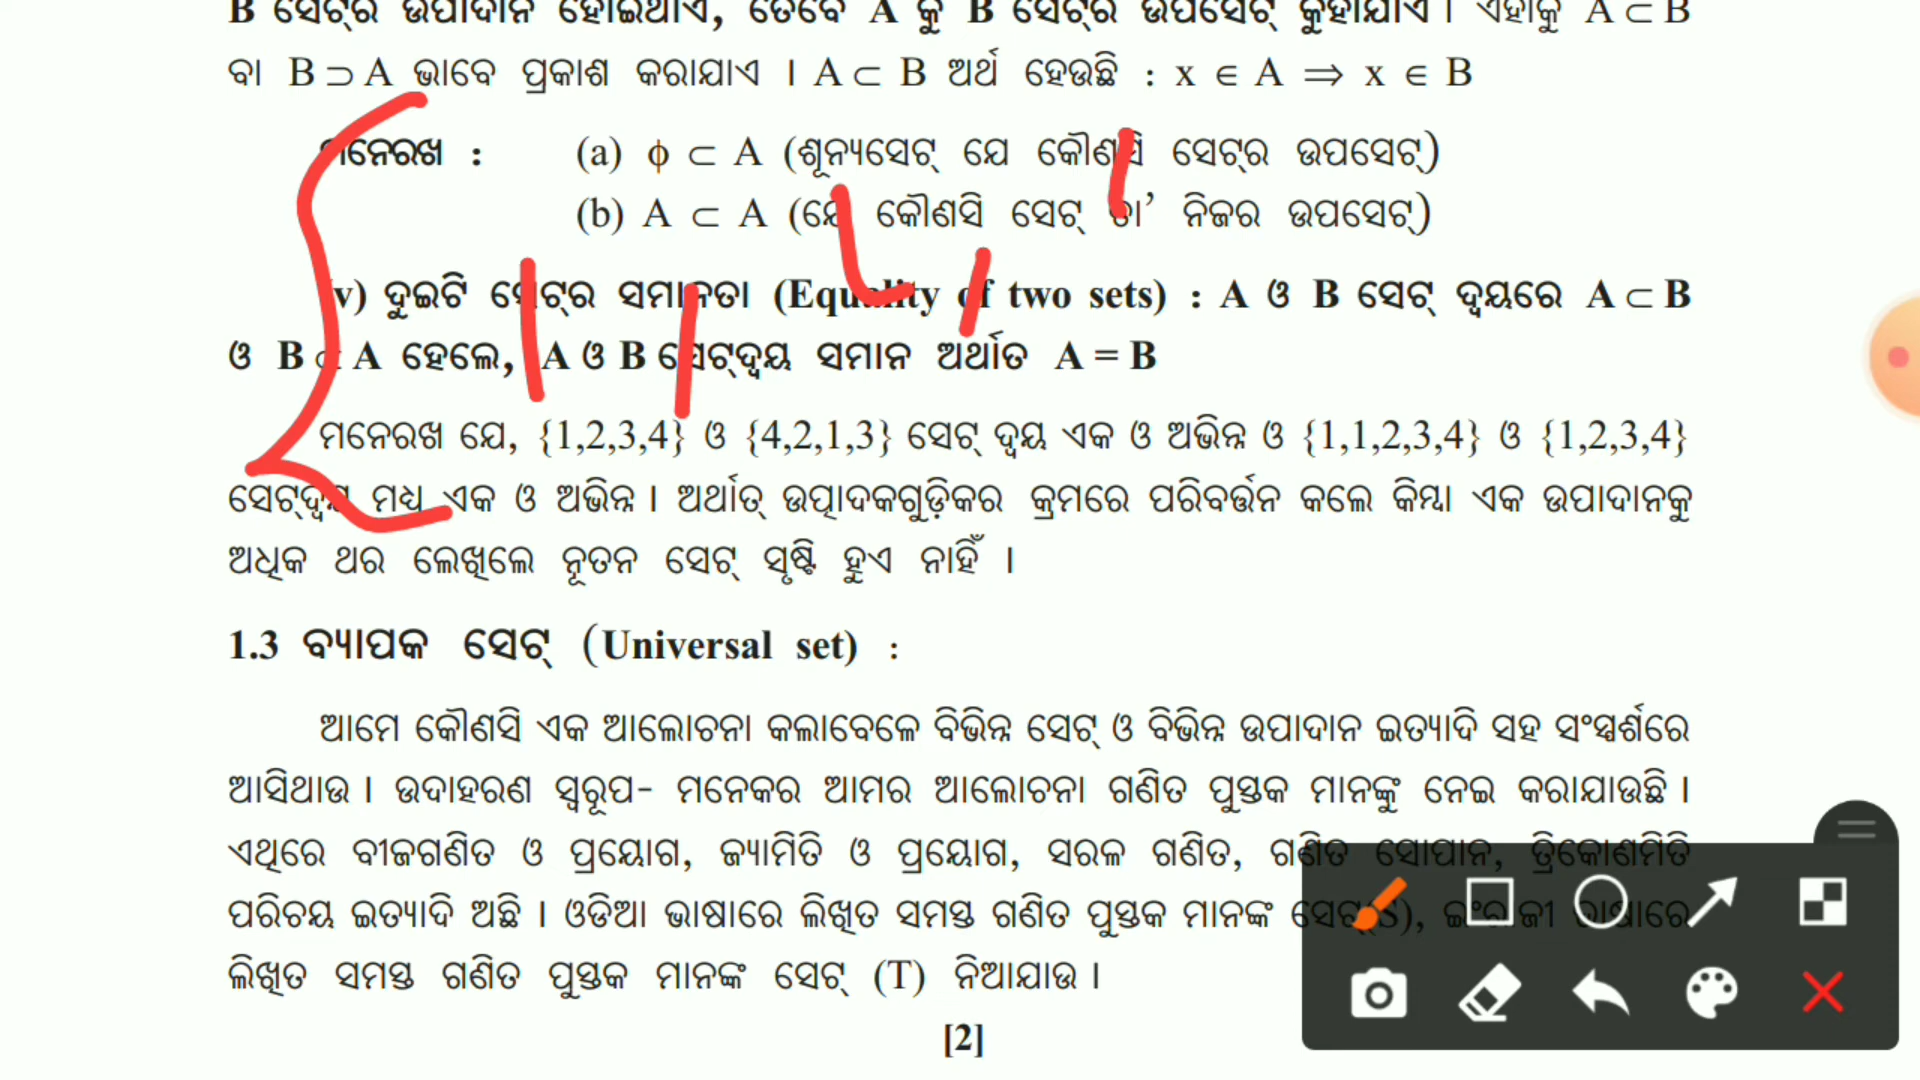 B ସେଟ୍‌ର ଉପାଦାନ ହୋଇଥାଏ, ତେବେ A କୁ B ସେଟ୍‌ର ଉପସେଟ୍ କୁହାଯାଏ । ଏହାକୁ A ⊂ B
ବା B ⊃ A ଭାବେ ପ୍ରକାଶ କରାଯାଏ । A ⊂ B ଅର୍ଥ ହେଉଛି : x ∈ A ⇒ x ∈ B
ମନେରଖ : (a) ϕ ⊂ A (ଶୂନ୍ୟସେଟ୍ ଯେ କୌଣସି ସେଟ୍‌ର ଉପସେଟ୍)
(b) A ⊂ A (ଯେ କୌଣସି ସେଟ୍ ତା’ ନିଜର ଉପସେଟ୍)
v) ଦୁଇଟି ସେଟ୍‌ର ସମାନତା (Equality of two sets) : A ଓ B ସେଟ୍ ଦ୍ୱୟରେ A ⊂ B
ଓ B ⊂ A ହେଲେ, A ଓ B ସେଟ୍‌ଦ୍ୱୟ ସମାନ ଅର୍ଥାତ A = B
ମନେରଖ ଯେ, {1,2,3,4} ଓ {4,2,1,3} ସେଟ୍ ଦ୍ୱୟ ଏକ ଓ ଅଭିନ୍ନ ଓ {1,1,2,3,4} ଓ {1,2,3,4}
ସେଟ୍‌ଦ୍ୱୟ ମଧ୍ୟ ଏକ ଓ ଅଭିନ୍ନ । ଅର୍ଥାତ୍ ଉତ୍ପାଦକଗୁଡ଼ିକର କ୍ରମରେ ପରିବର୍ତ୍ତନ କଲେ କିମ୍ବା ଏକ ଉପାଦାନକୁ
ଅଧିକ ଥର ଲେଖିଲେ ନୂତନ ସେଟ୍ ସୃଷ୍ଟି ହୁଏ ନାହିଁ ।
1.3 ବ୍ୟାପକ ସେଟ୍ (Universal set) :
ଆମେ କୌଣସି ଏକ ଆଲୋଚନା କଲାବେଳେ ବିଭିନ୍ନ ସେଟ୍ ଓ ବିଭିନ୍ନ ଉପାଦାନ ଇତ୍ୟାଦି ସହ ସଂସ୍ପର୍ଶରେ
ଆସିଥାଉ । ଉଦାହରଣ ସ୍ୱରୂପ- ମନେକର ଆମର ଆଲୋଚନା ଗଣିତ ପୁସ୍ତକ ମାନଙ୍କୁ ନେଇ କରାଯାଉଛି ।
ଏଥିରେ ବୀଜଗଣିତ ଓ ପ୍ରୟୋଗ, ଜ୍ୟାମିତି ଓ ପ୍ରୟୋଗ, ସରଳ ଗଣିତ, ଗଣିତ ସୋପାନ, ତ୍ରିକୋଣମିତି
ପରିଚୟ ଇତ୍ୟାଦି ଅଛି । ଓଡିଆ ଭାଷାରେ ଲିଖିତ ସମସ୍ତ ଗଣିତ ପୁସ୍ତକ ମାନଙ୍କ ସେଟ୍(S), ଇଂରାଜୀ ଭାଷାରେ
ଲିଖିତ ସମସ୍ତ ଗଣିତ ପୁସ୍ତକ ମାନଙ୍କ ସେଟ୍ (T) ନିଆଯାଉ ।
[2]